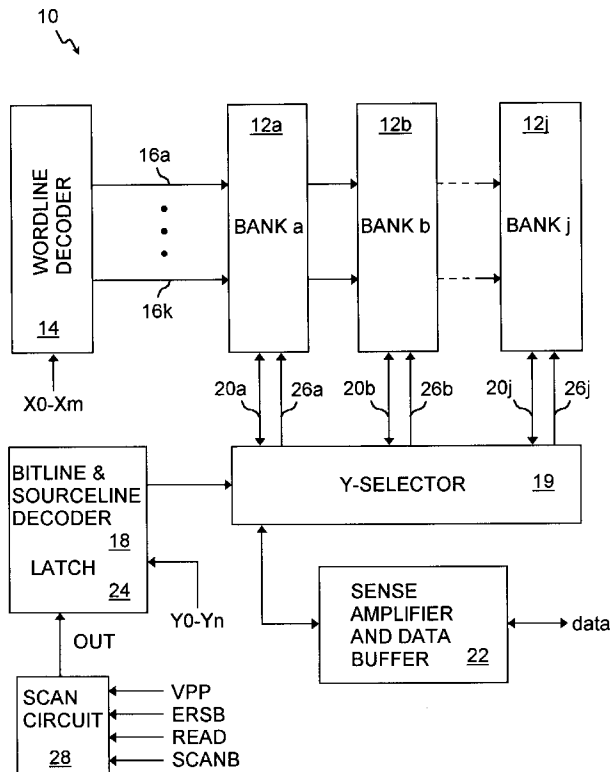 10
12a
12b
12j
WORDLINE
DECODER
14
16a
16k
BANK a
BANK b
BANK j
X0-Xm
20a
26a
20b
26b
20j
26j
BITLINE &
SOURCELINE
DECODER
18
LATCH
24
Y-SELECTOR
19
Y0-Yn
SENSE
AMPLIFIER
AND DATA
BUFFER
22
data
OUT
SCAN
CIRCUIT
28
VPP
ERSB
READ
SCANB